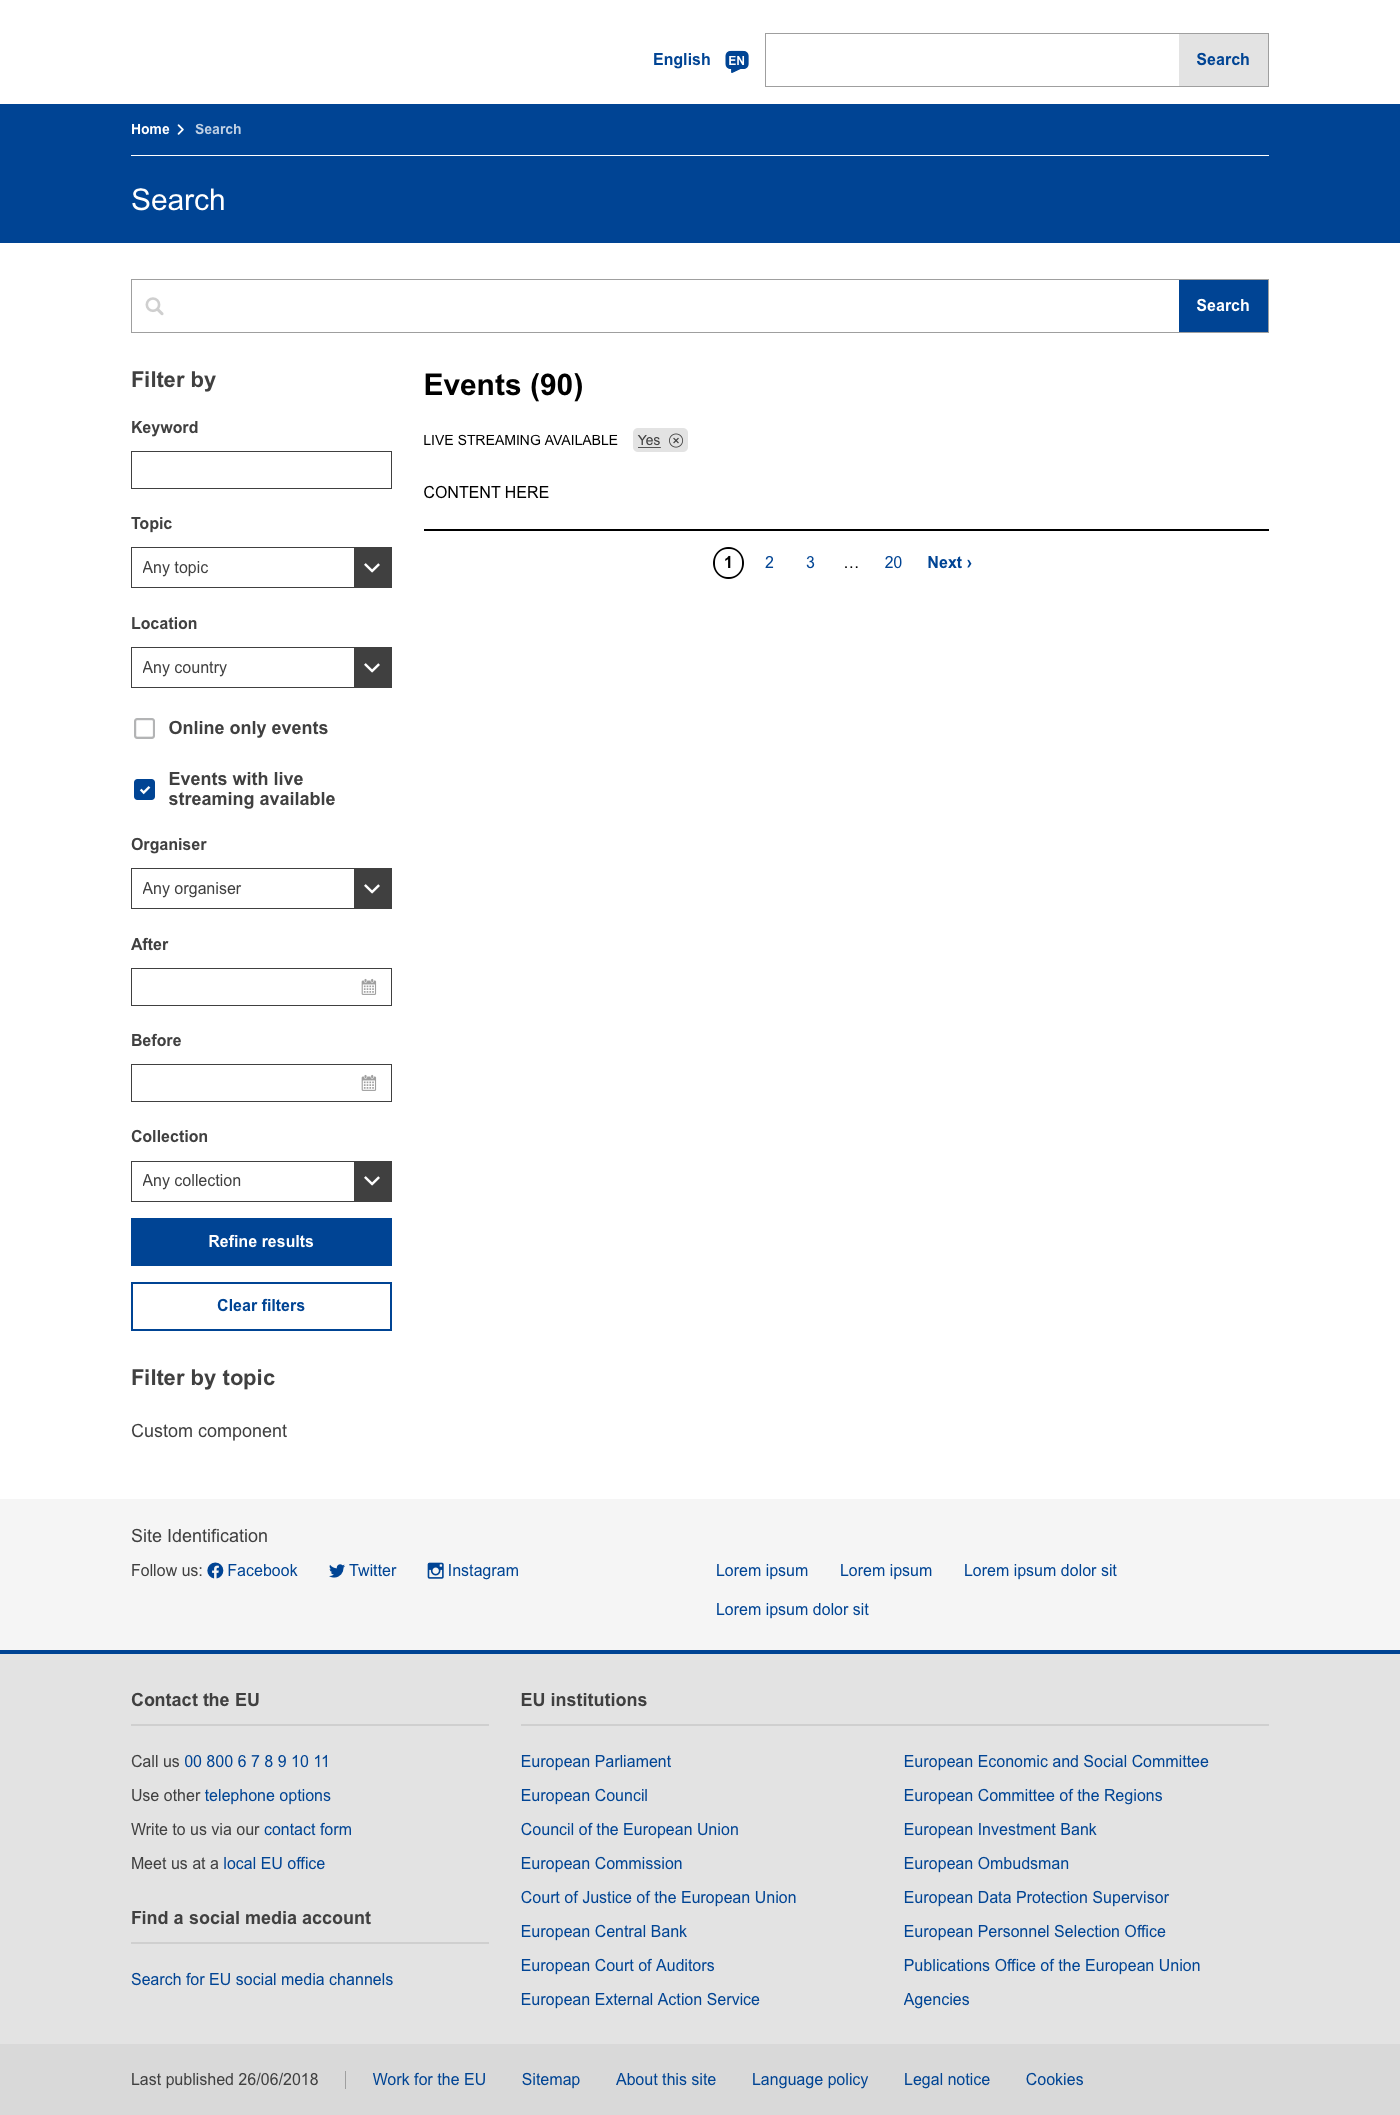 English EN Search
Home Search
Search
Search
Filter by
Keyword
Topic
Any topic
Location
Any country
Online only events
Events with live
streaming available
Organiser
Any organiser
After
Before
Collection
Any collection
Refine results
Clear filters
Filter by topic
Custom component
Events (90)
LIVE STREAMING AVAILABLE Yes
CONTENT HERE
1 2 3 … 20 Next ›
Site Identification
Follow us: Facebook Twitter Instagram
Lorem ipsum Lorem ipsum Lorem ipsum dolor sit
Lorem ipsum dolor sit
Contact the EU
Call us 00 800 6 7 8 9 10 11
Use other telephone options
Write to us via our contact form
Meet us at a local EU office
Find a social media account
Search for EU social media channels
EU institutions
European Parliament
European Council
Council of the European Union
European Commission
Court of Justice of the European Union
European Central Bank
European Court of Auditors
European External Action Service
European Economic and Social Committee
European Committee of the Regions
European Investment Bank
European Ombudsman
European Data Protection Supervisor
European Personnel Selection Office
Publications Office of the European Union
Agencies
Last published 26/06/2018 Work for the EU Sitemap About this site Language policy Legal notice Cookies